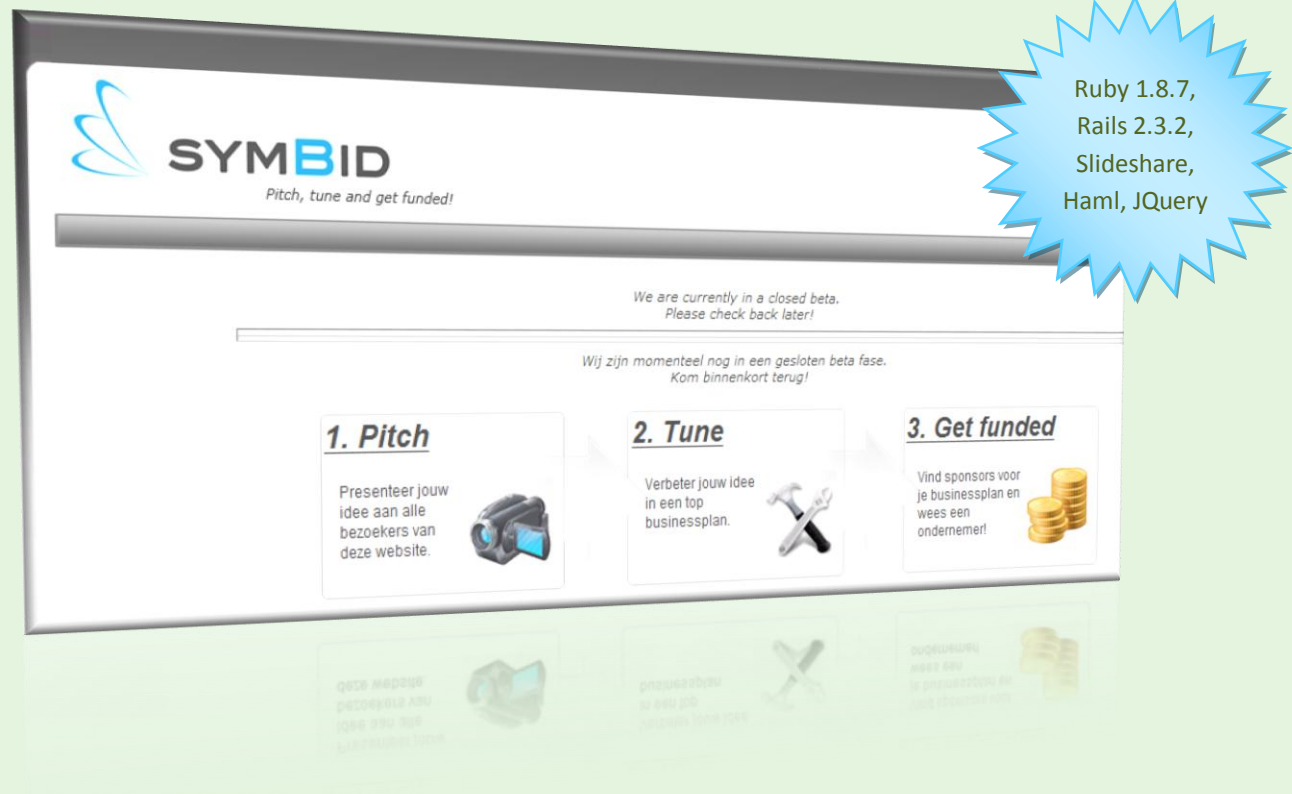 Ruby 1.8.7,
Rails 2.3.2,
Slideshare,
Haml, JQuery
SYMBID
Pitch, tune and get funded!
We are currently in a closed beta.
Please check back later!
Wij zijn momenteel nog in een gesloten beta fase.
Kom binnenkort terug!
1. Pitch
Presenteer jouw
idee aan alle
bezoekers van
deze website.
2. Tune
Verbeter jouw idee
in een top
businessplan.
3. Get funded
Vind sponsors voor
je businessplan en
wees een
ondernemer!